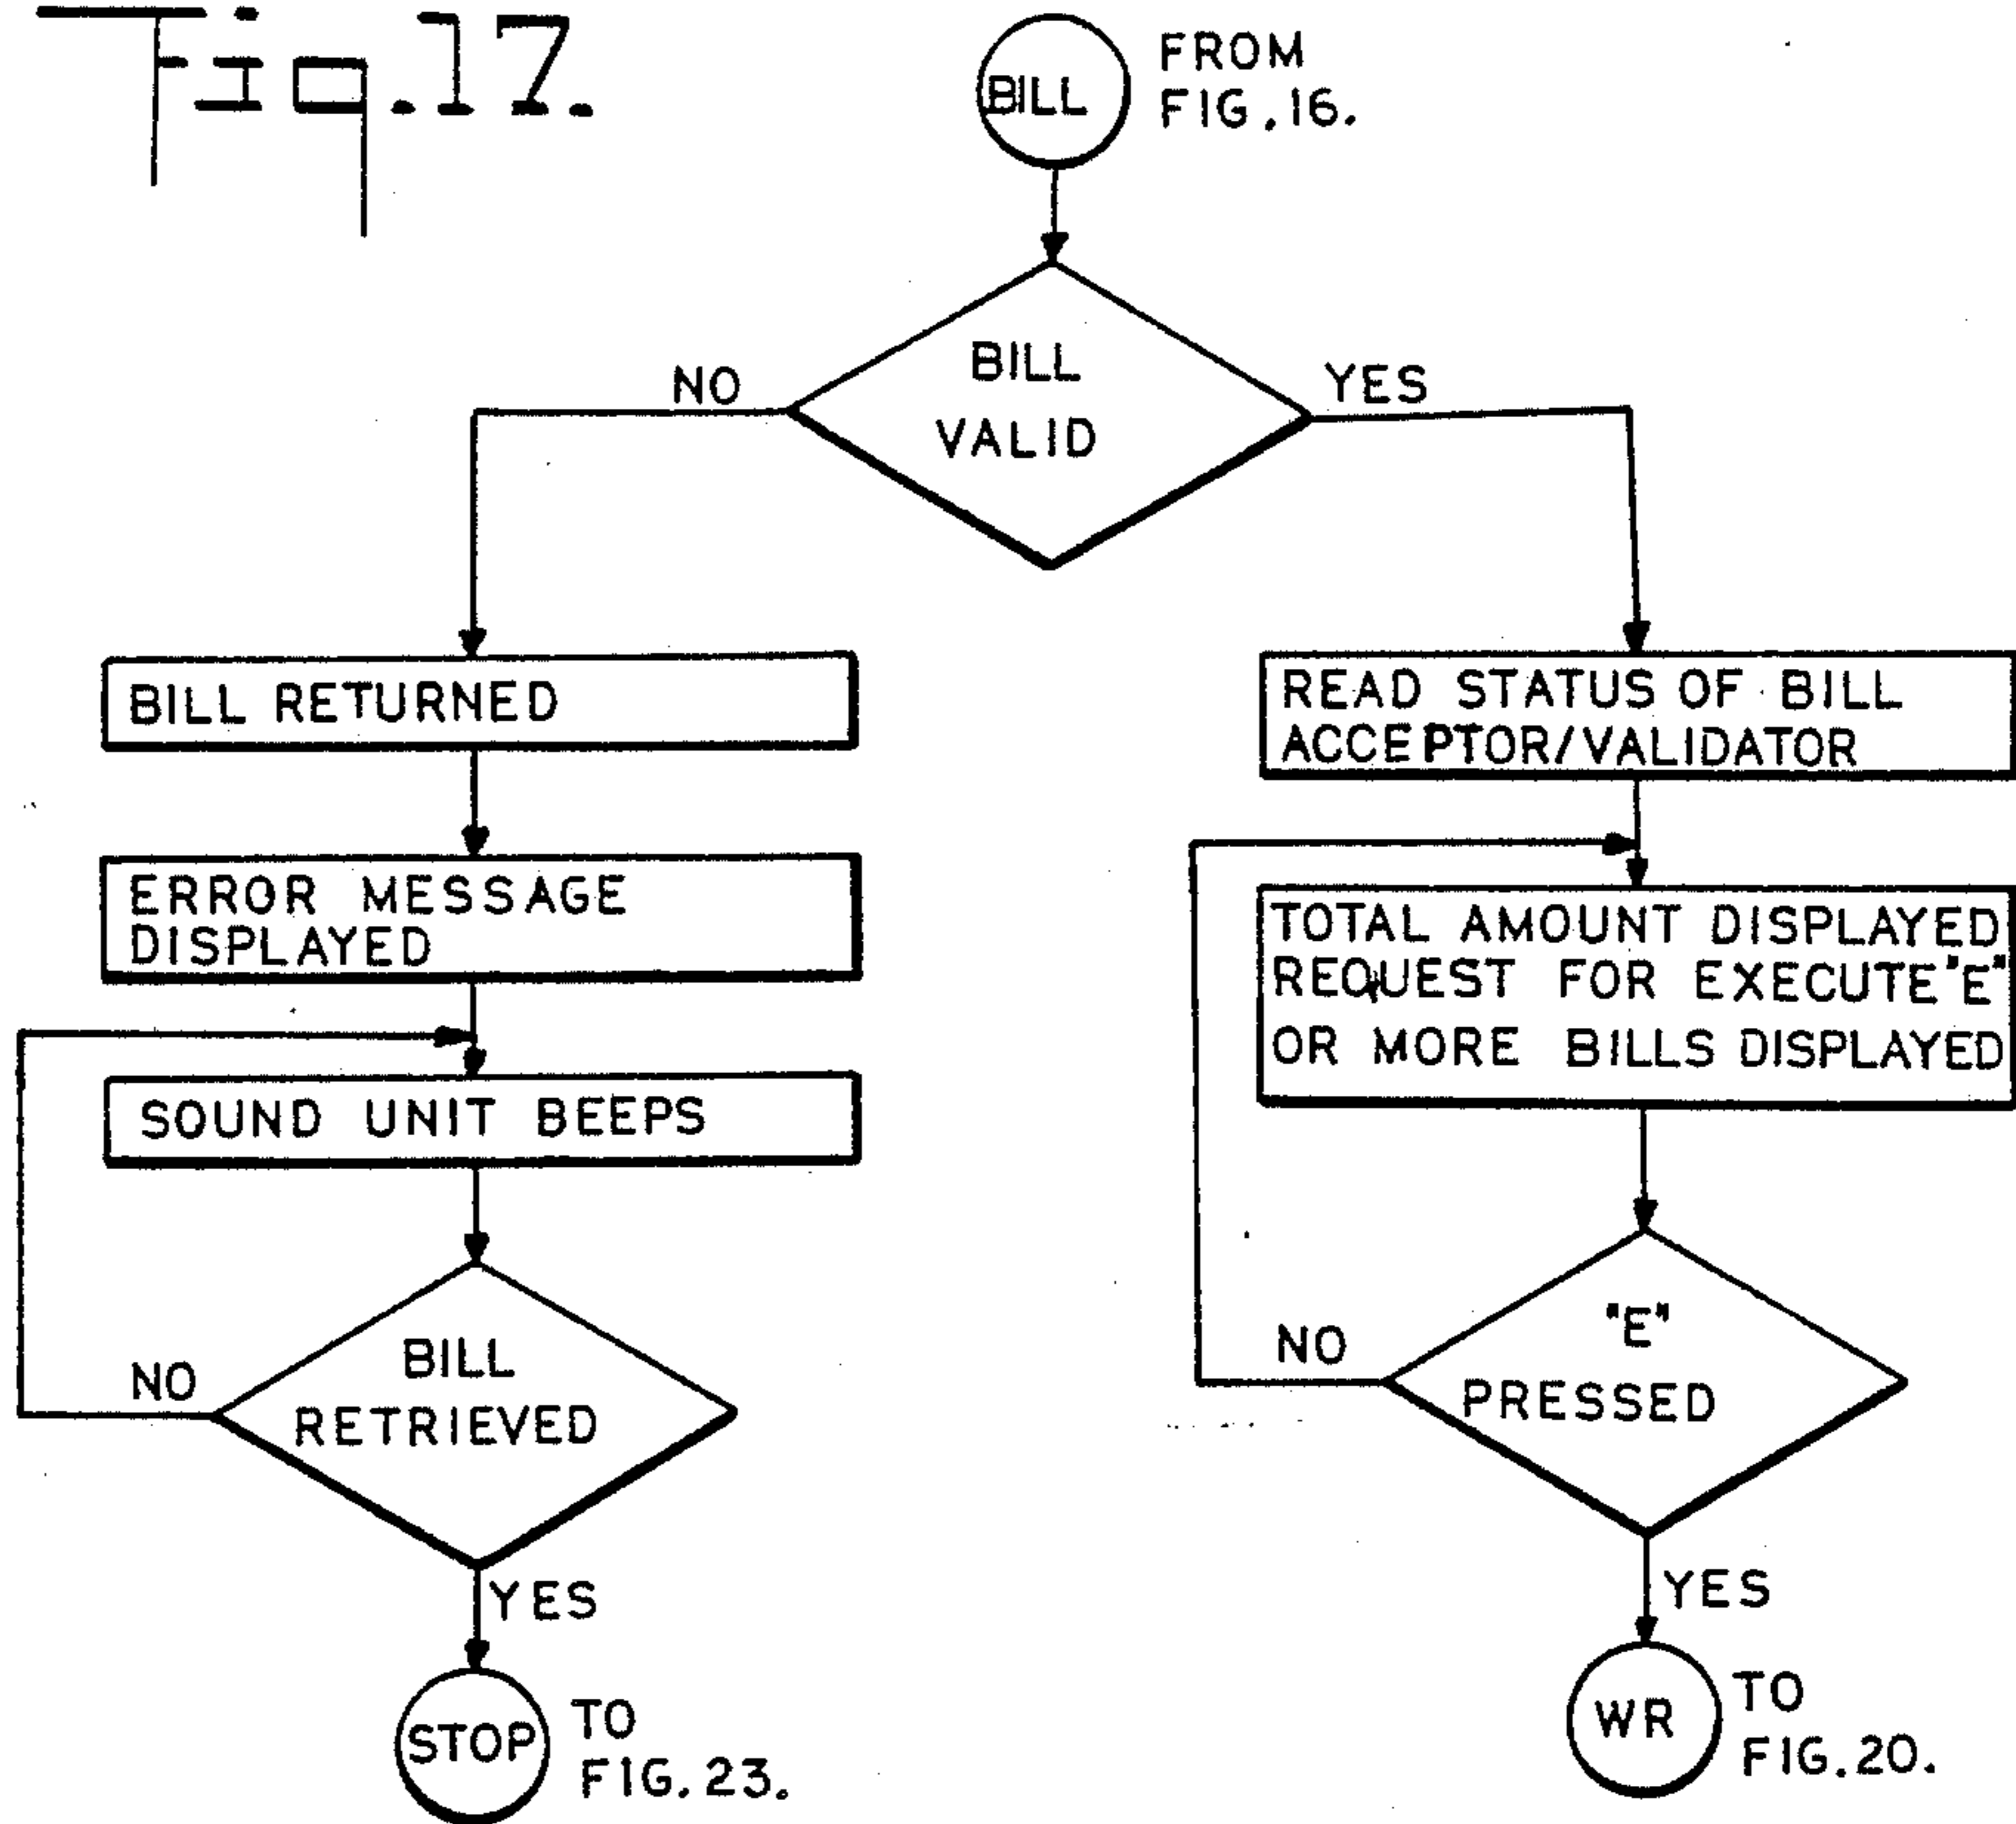 Fig.17.
BILL
FROM
FIG.16.
BILL
VALID
NO
YES
BILL RETURNED
READ STATUS OF BILL
ACCEPTOR/VALIDATOR
ERROR MESSAGE
DISPLAYED
TOTAL AMOUNT DISPLAYED
REQUEST FOR EXECUTE "E"
OR MORE BILLS DISPLAYED
SOUND UNIT BEEPS
BILL
RETRIEVED
NO
YES
"E"
PRESSED
NO
YES
STOP
TO
FIG.23.
WR
TO
FIG.20.